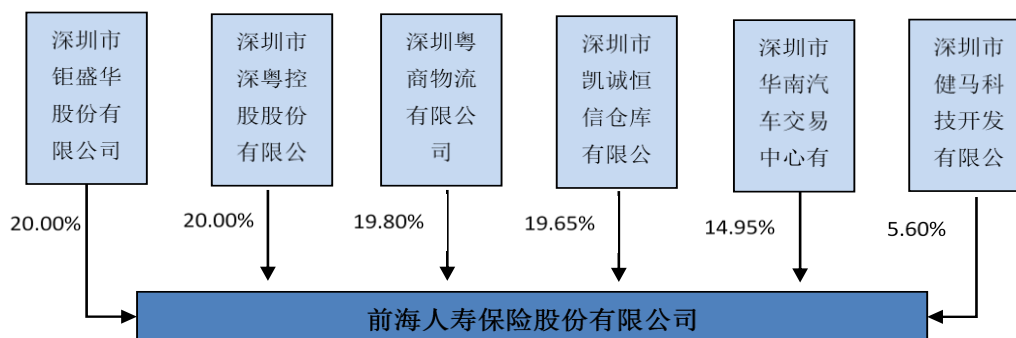 深圳市
钜盛华
股份有
限公司
深圳市
深粤控
股股份
有限公
深圳粤
商物流
有限公
司
深圳市
凯诚恒
信仓库
有限公
深圳市
华南汽
车交易
中心有
深圳市
健马科
技开发
有限公
20.00%
20.00%
19.80%
19.65%
14.95%
5.60%
前海人寿保险股份有限公司